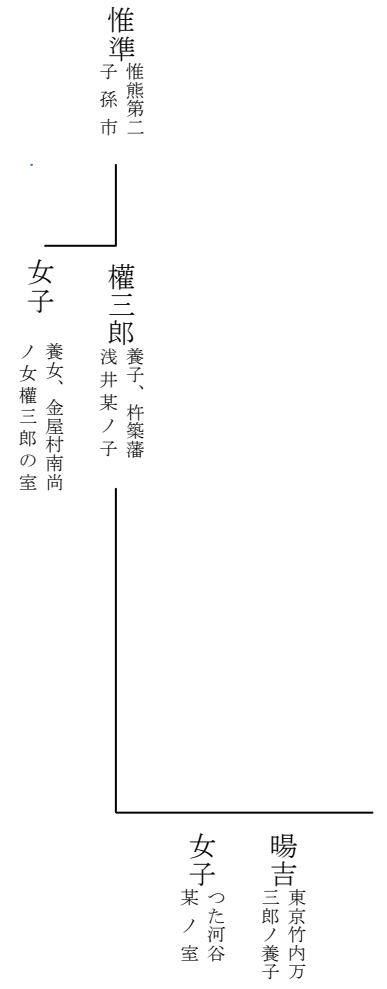 惟準
惟熊第二
子孫市
權三郎
養子、杵築藩
浅井某ノ子
女子
養女、金屋村南尚
ノ女權三郎の室
暘吉
東京竹内万
三郎ノ養子
女子
つた河谷
某ノ室